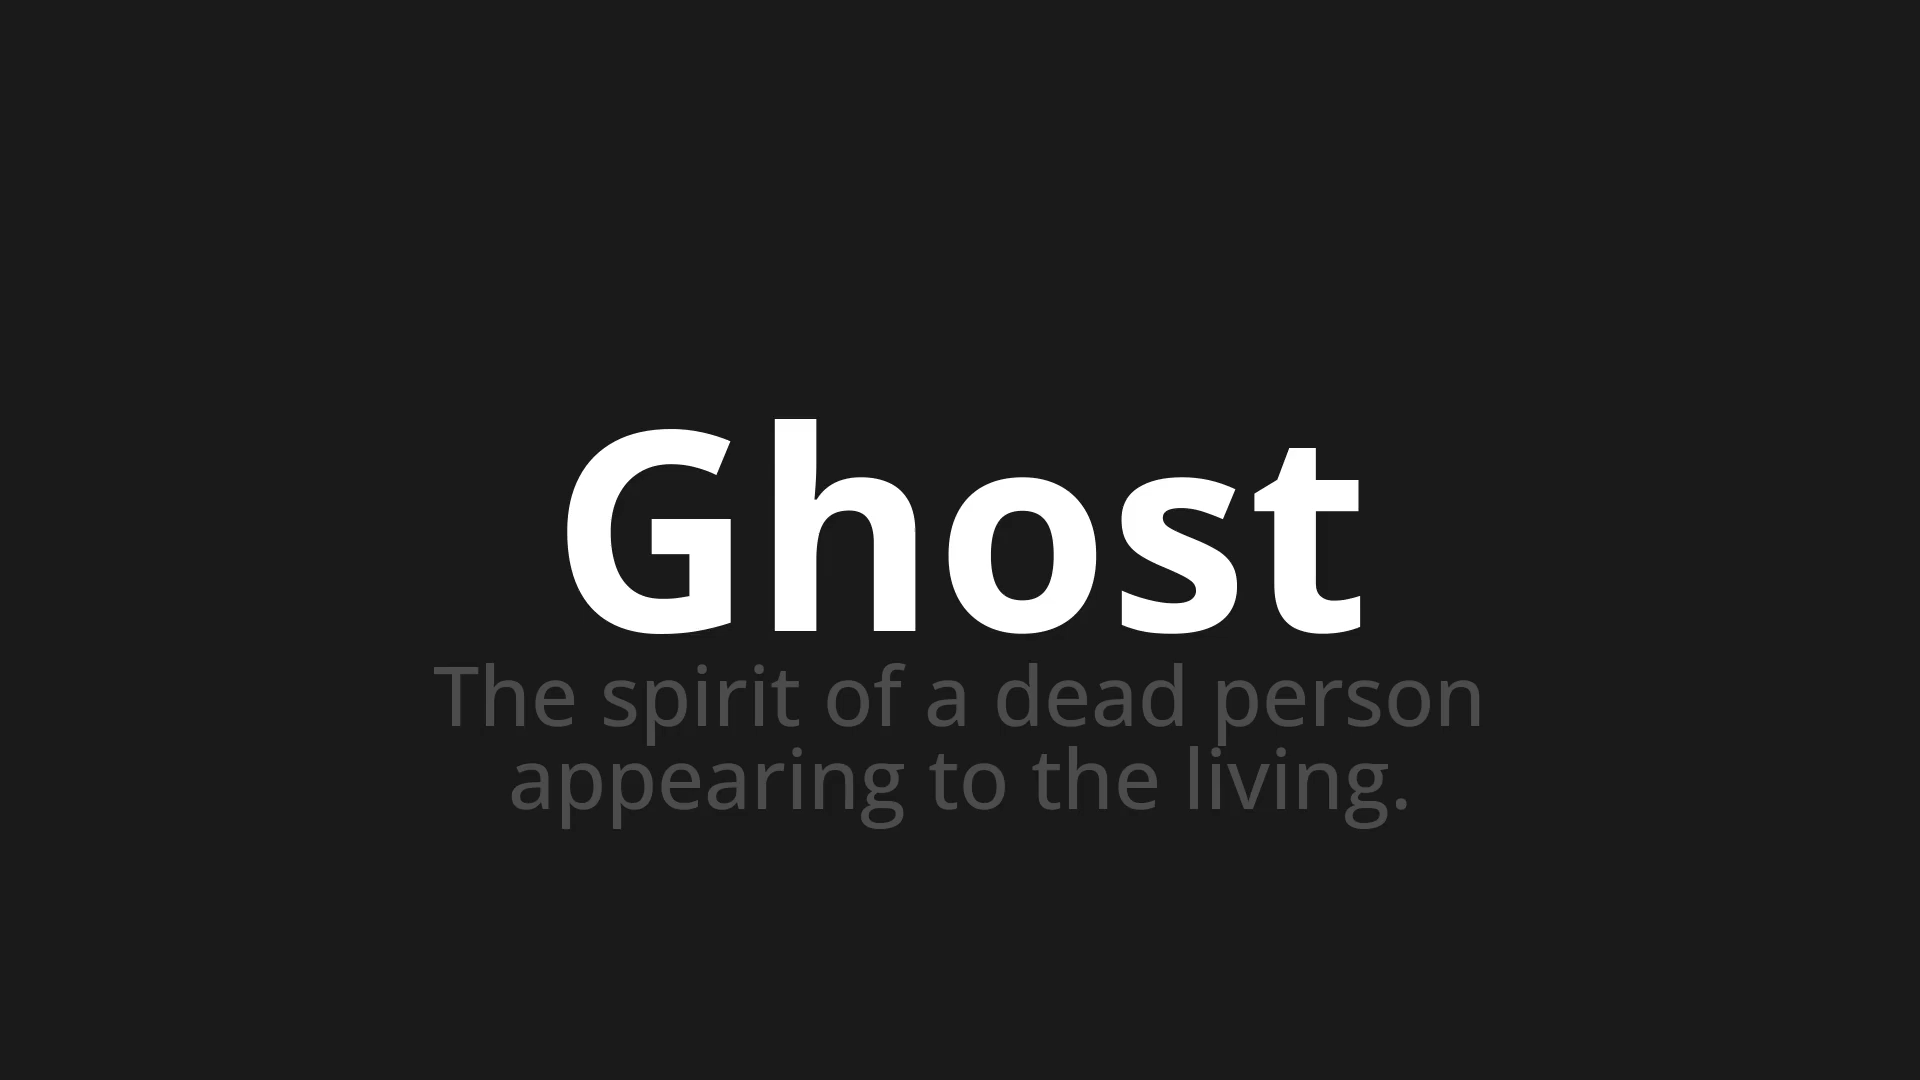 Ghost
The spirit of a dead person
appearing to the living.